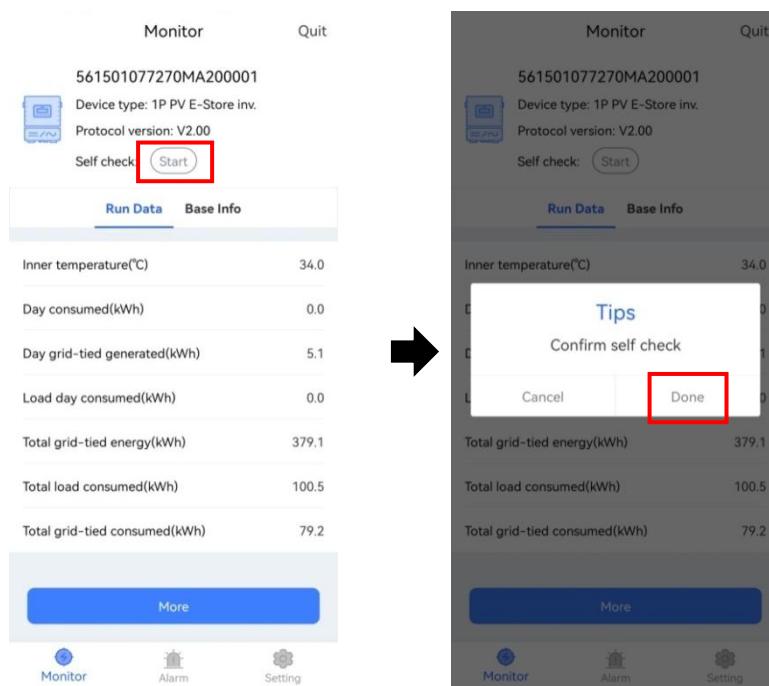 Monitor Quit
561501077270MA200001
Device type: 1P PV E-Store inv.
Protocol version: V2.00
Self check: Start
Run Data Base Info
Inner temperature(℃) 34.0
Day consumed(kWh) 0.0
Day grid-tied generated(kWh) 5.1
Load day consumed(kWh) 0.0
Total grid-tied energy(kWh) 379.1
Total load consumed(kWh) 100.5
Total grid-tied consumed(kWh) 79.2
More
Monitor Alarm Setting
Monitor Quit
561501077270MA200001
Device type: 1P PV E-Store inv.
Protocol version: V2.00
Self check: Start
Run Data Base Info
Inner temperature(℃) 34.0
Tips
Confirm self check
Cancel Done
Total grid-tied energy(kWh) 379.1
Total load consumed(kWh) 100.5
Total grid-tied consumed(kWh) 79.2
More
Monitor Alarm Setting